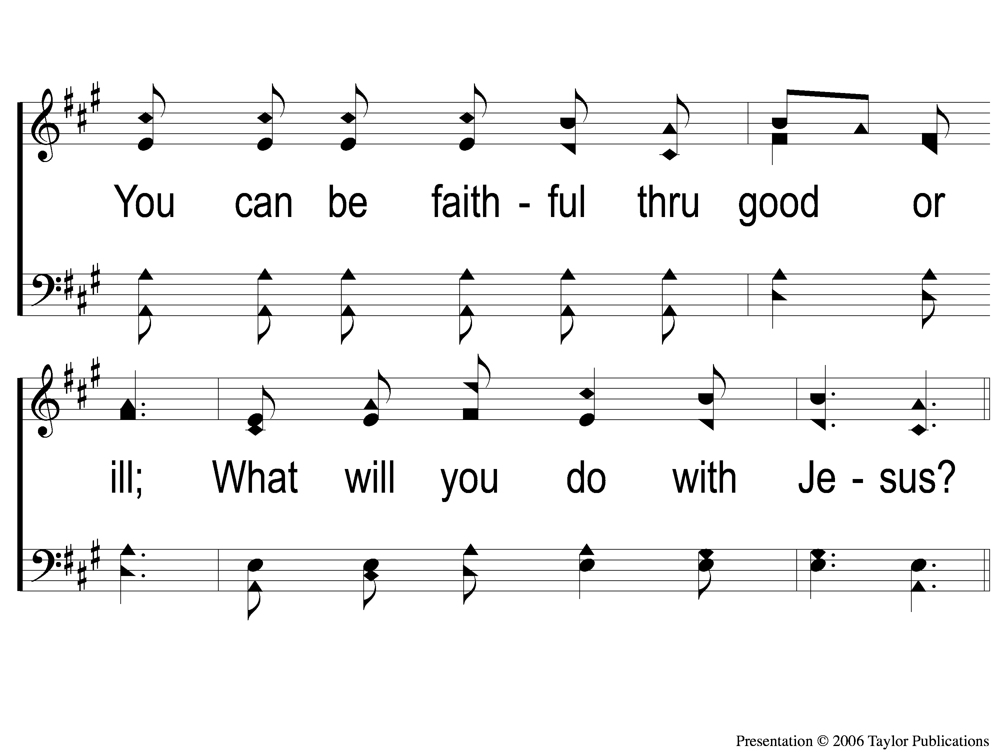 You can be faith - ful thru good or
ill; What will you do with Je - sus?
Presentation © 2006 Taylor Publications